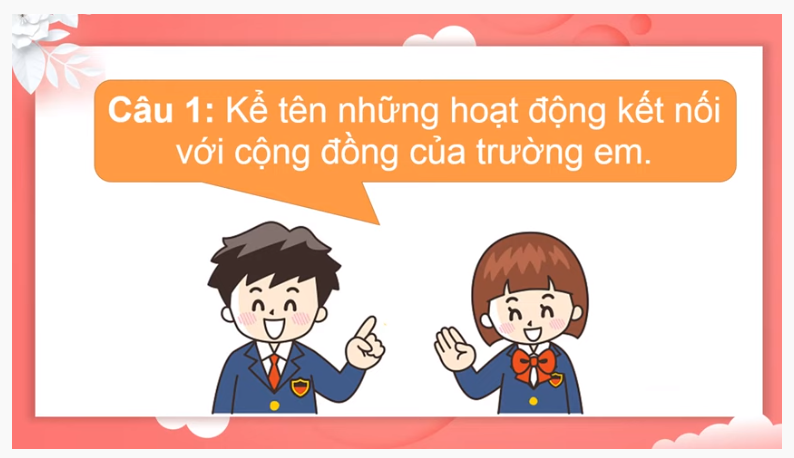 Câu 1: Kể tên những hoạt động kết nối
với cộng đồng của trường em.